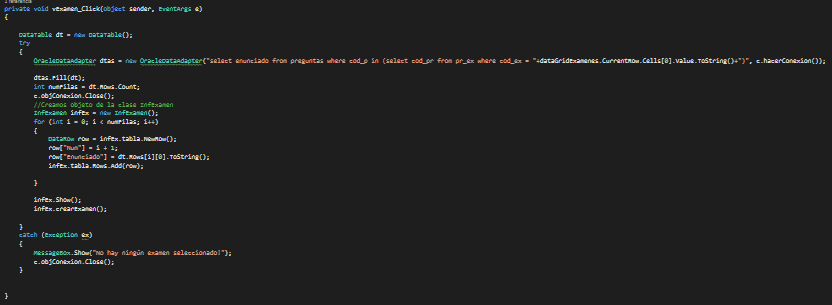 1 referencia
private void vExamen_Click(object sender, EventArgs e)
{
DataTable dt = new DataTable();
try
{
OracleDataAdapter dtas = new OracleDataAdapter("select enunciado from preguntas where cod_p in (select cod_pr from pr_ex where cod_ex = "+dataGridExamenes.CurrentRow.Cells[0].Value.ToString()+")", c.hacerConexion());
dtas.Fill(dt);
int numFilas = dt.Rows.Count;
c.objConexion.Close();
//Creamos objeto de la clase InfExamen
InfExamen infEx = new InfExamen();
for (int i = 0; i < numFilas; i++)
{
DataRow row = infEx.tabla.NewRow();
row["Num"] = i + 1;
row["Enunciado"] = dt.Rows[i][0].ToString();
infEx.tabla.Rows.Add(row);
}
infEx.Show();
infEx.crearExamen();
}
catch (Exception ex)
{
MessageBox.Show("No hay ningún examen seleccionado!");
c.objConexion.Close();
}
}